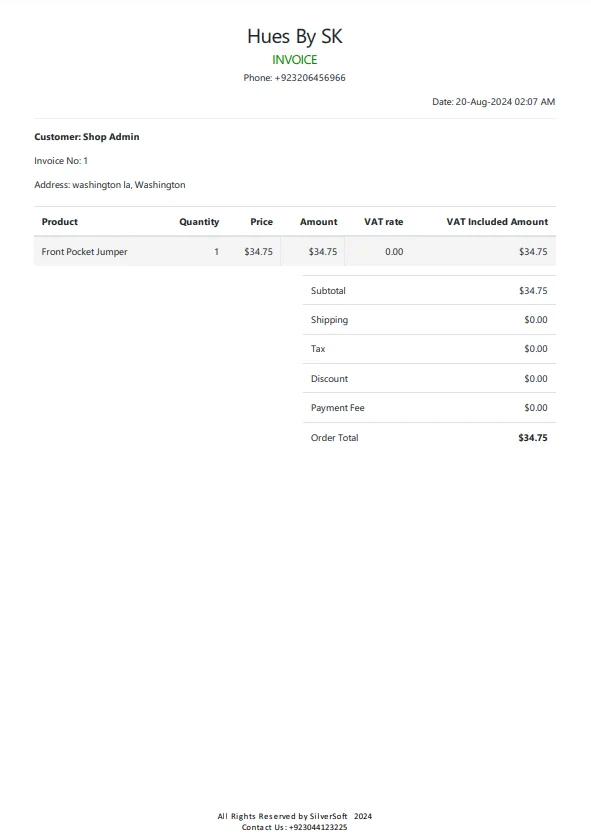 Hues By SK
INVOICE
Phone: +923206456966
Date: 20-Aug-2024 02:07 AM
Customer: Shop Admin
Invoice No: 1
Address: washington la, Washington
Product Quantity Price Amount VAT rate VAT Included Amount
Front Pocket Jumper 1 $34.75 $34.75 0.00 $34.75
Subtotal $34.75
Shipping $0.00
Tax $0.00
Discount $0.00
Payment Fee $0.00
Order Total $34.75
All Rights Reserved by SilverSoft 2024
Contact Us: +923044123225